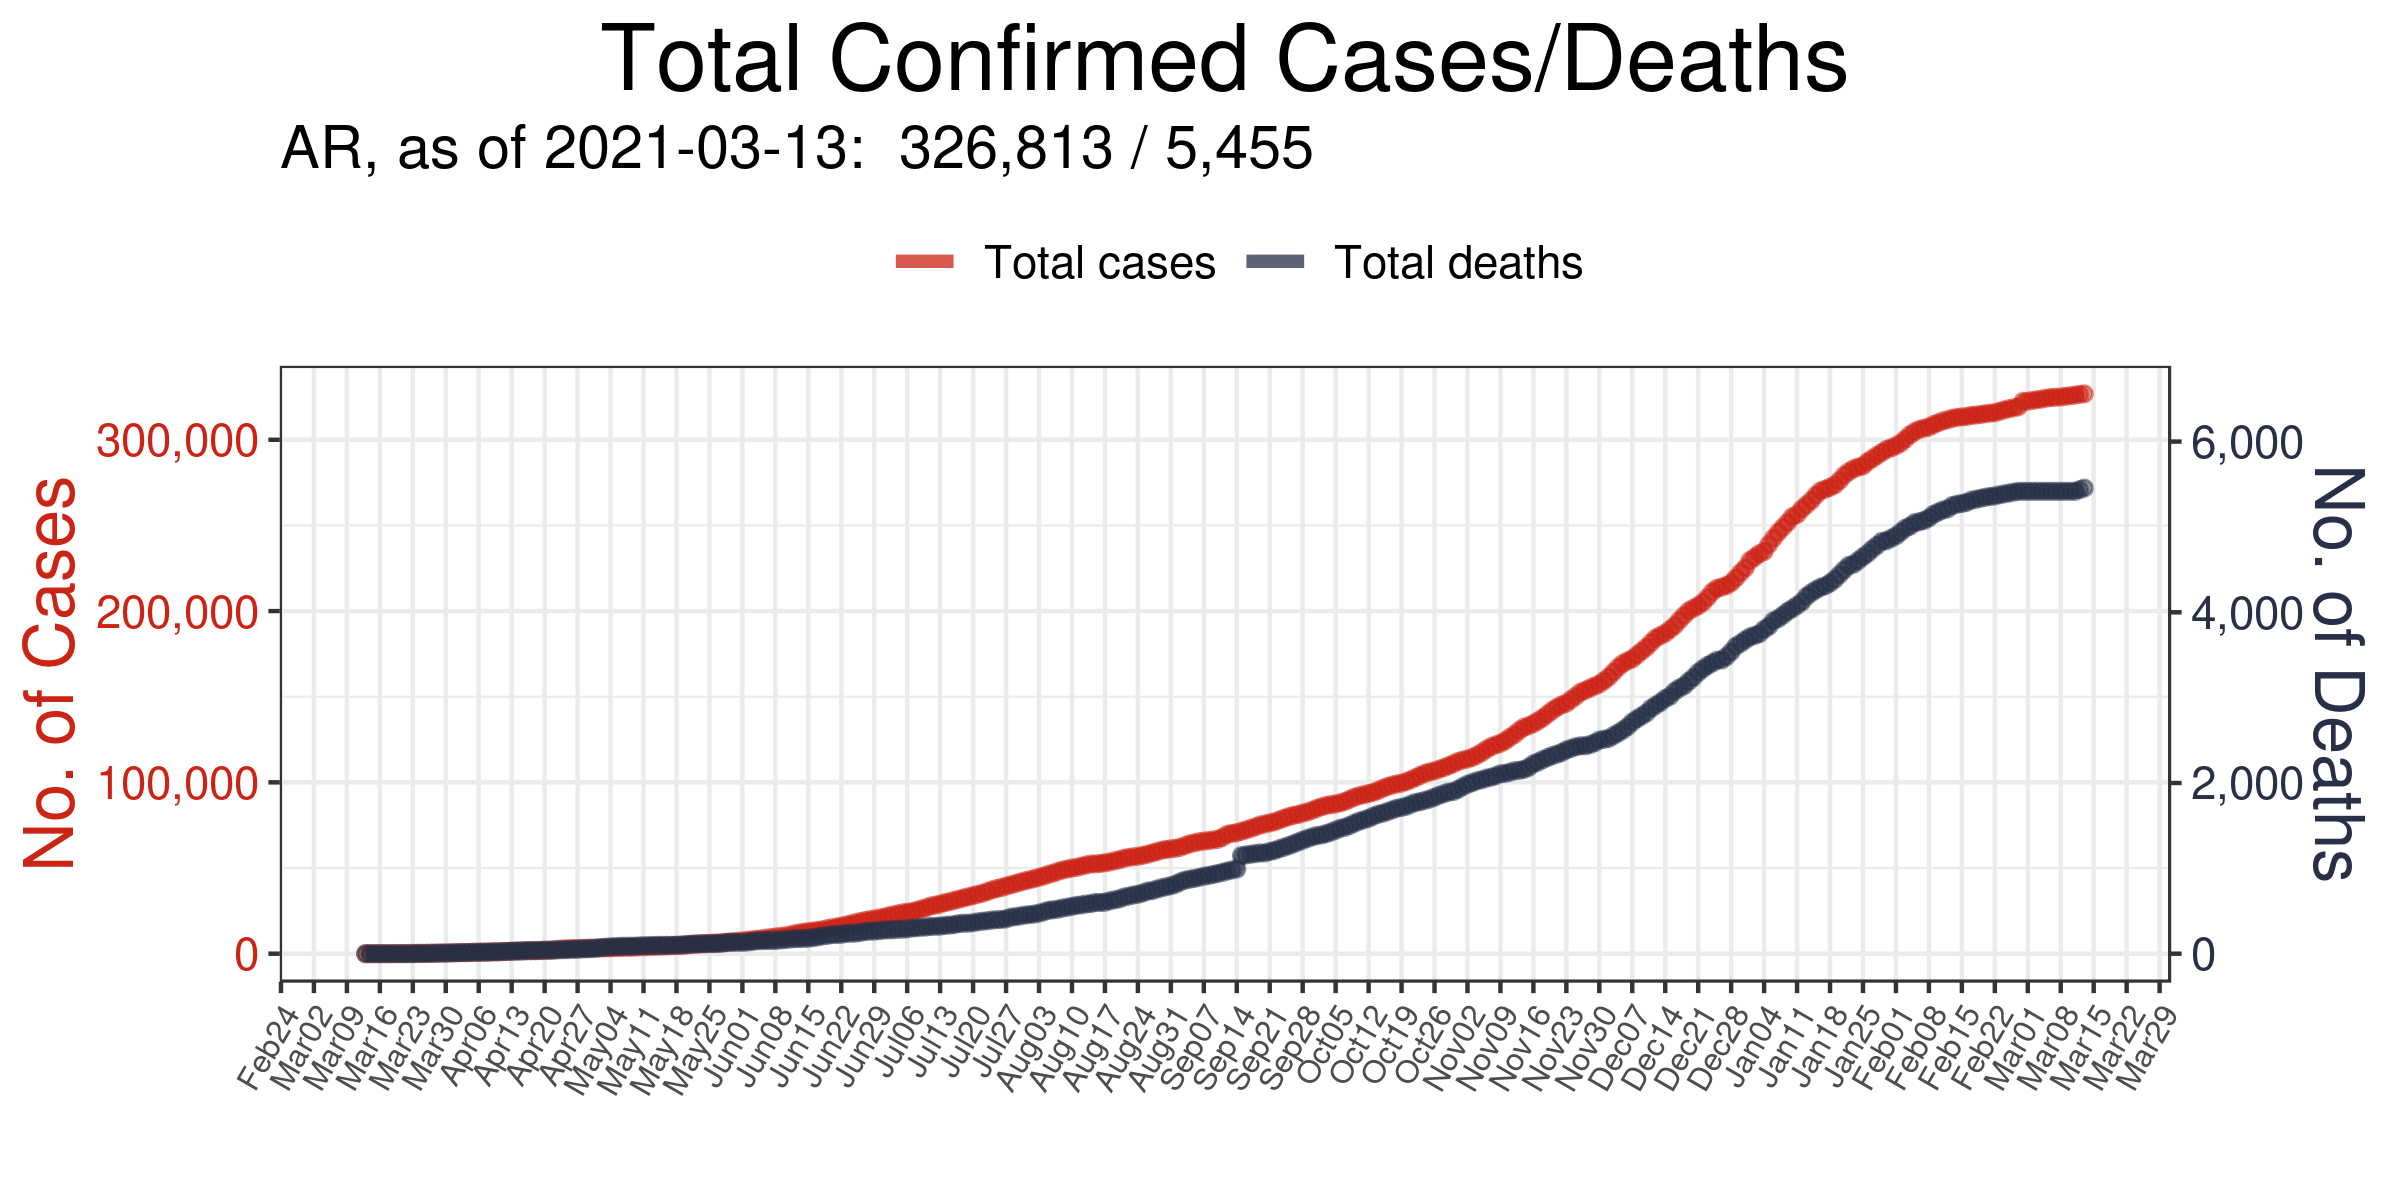 Total Confirmed Cases/Deaths
AR, as of 2021-03-13:  326,813 / 5,455
Total cases
Total deaths
No. of Cases
300,000
200,000
100,000
0
6,000
4,000
2,000
0
No. of Deaths
Feb24
Mar02
Mar09
Mar16
Mar23
Mar30
Apr06
Apr13
Apr20
Apr27
May04
May11
May18
May25
Jun01
Jun08
Jun15
Jun22
Jun29
Jul06
Jul13
Jul20
Jul27
Aug03
Aug10
Aug17
Aug24
Aug31
Sep07
Sep14
Sep21
Sep28
Oct05
Oct12
Oct19
Oct26
Nov02
Nov09
Nov16
Nov23
Nov30
Dec07
Dec14
Dec21
Dec28
Jan04
Jan11
Jan18
Jan25
Feb01
Feb08
Feb15
Feb22
Mar01
Mar08
Mar15
Mar22
Mar29